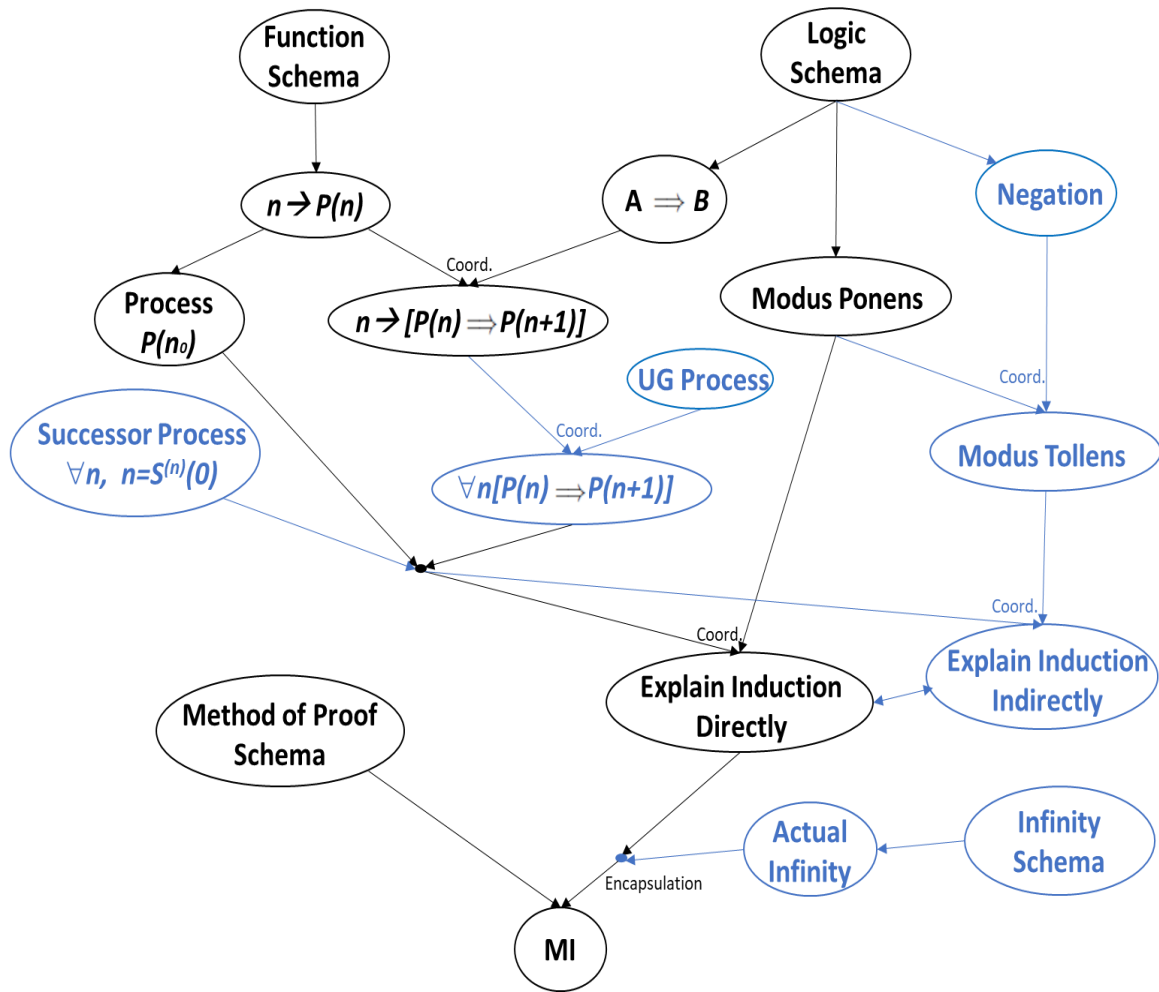 Function
Schema
Logic
Schema
n→P(n)
A ⟹ B
Negation
Coord.
Process
P(n₀)
n→[P(n)⟹P(n+1)]
Modus Ponens
UG Process
Coord.
Successor Process
∀n, n=S⁽ⁿ⁾(0)
Coord.
∀n[P(n)⟹P(n+1)]
Modus Tollens
Coord.
Coord.
Explain Induction
Directly
Explain Induction
Indirectly
Method of Proof
Schema
Actual
Infinity
Infinity
Schema
Encapsulation
MI